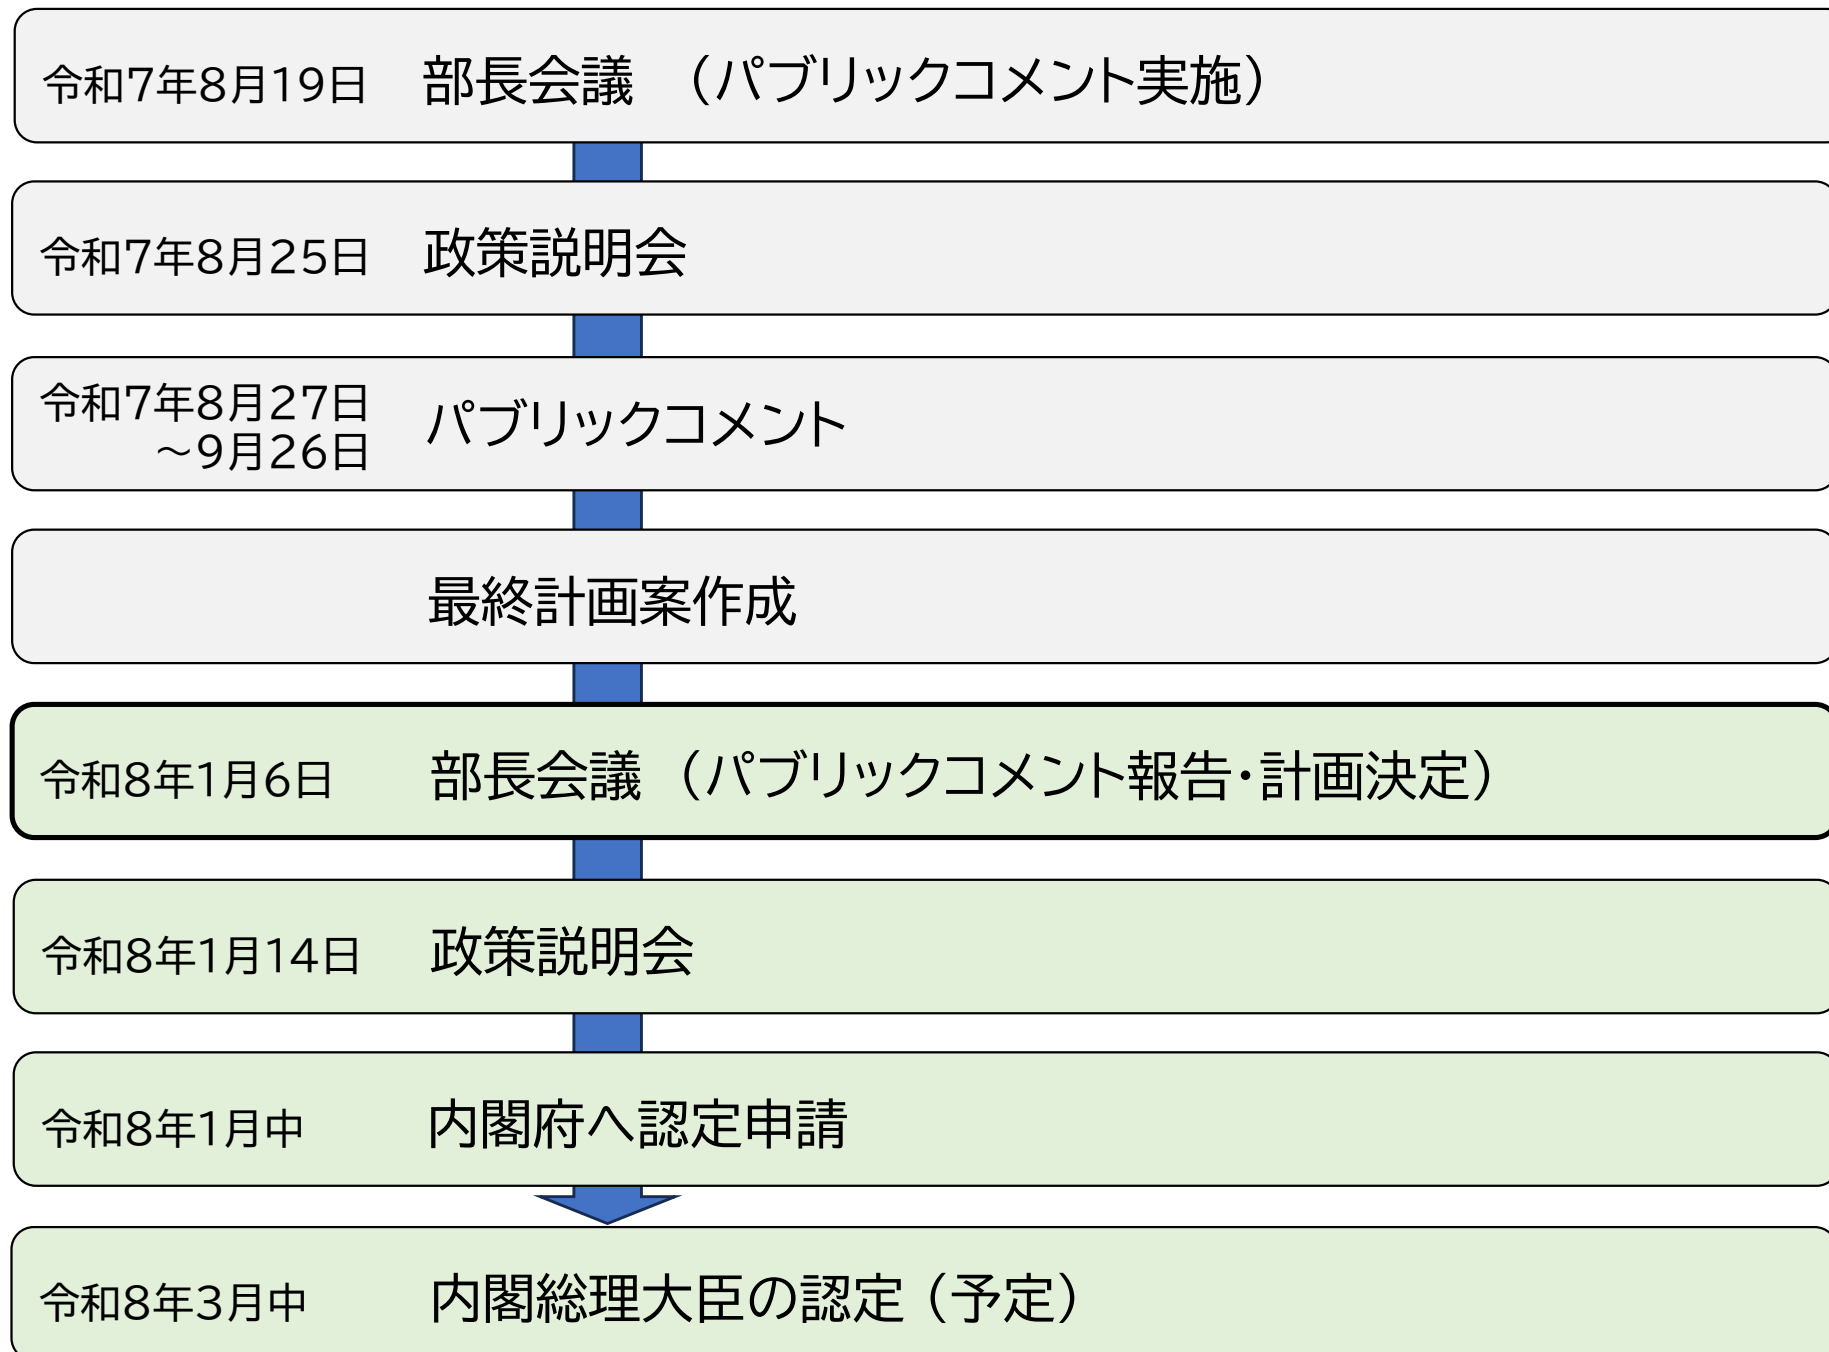 令和7年8月19日 部長会議 （パブリックコメント実施）
令和7年8月25日 政策説明会
令和7年8月27日
～9月26日
パブリックコメント
最終計画案作成
令和8年1月6日 部長会議 （パブリックコメント報告・計画決定）
令和8年1月14日 政策説明会
令和8年1月中 内閣府へ認定申請
令和8年3月中 内閣総理大臣の認定（予定）